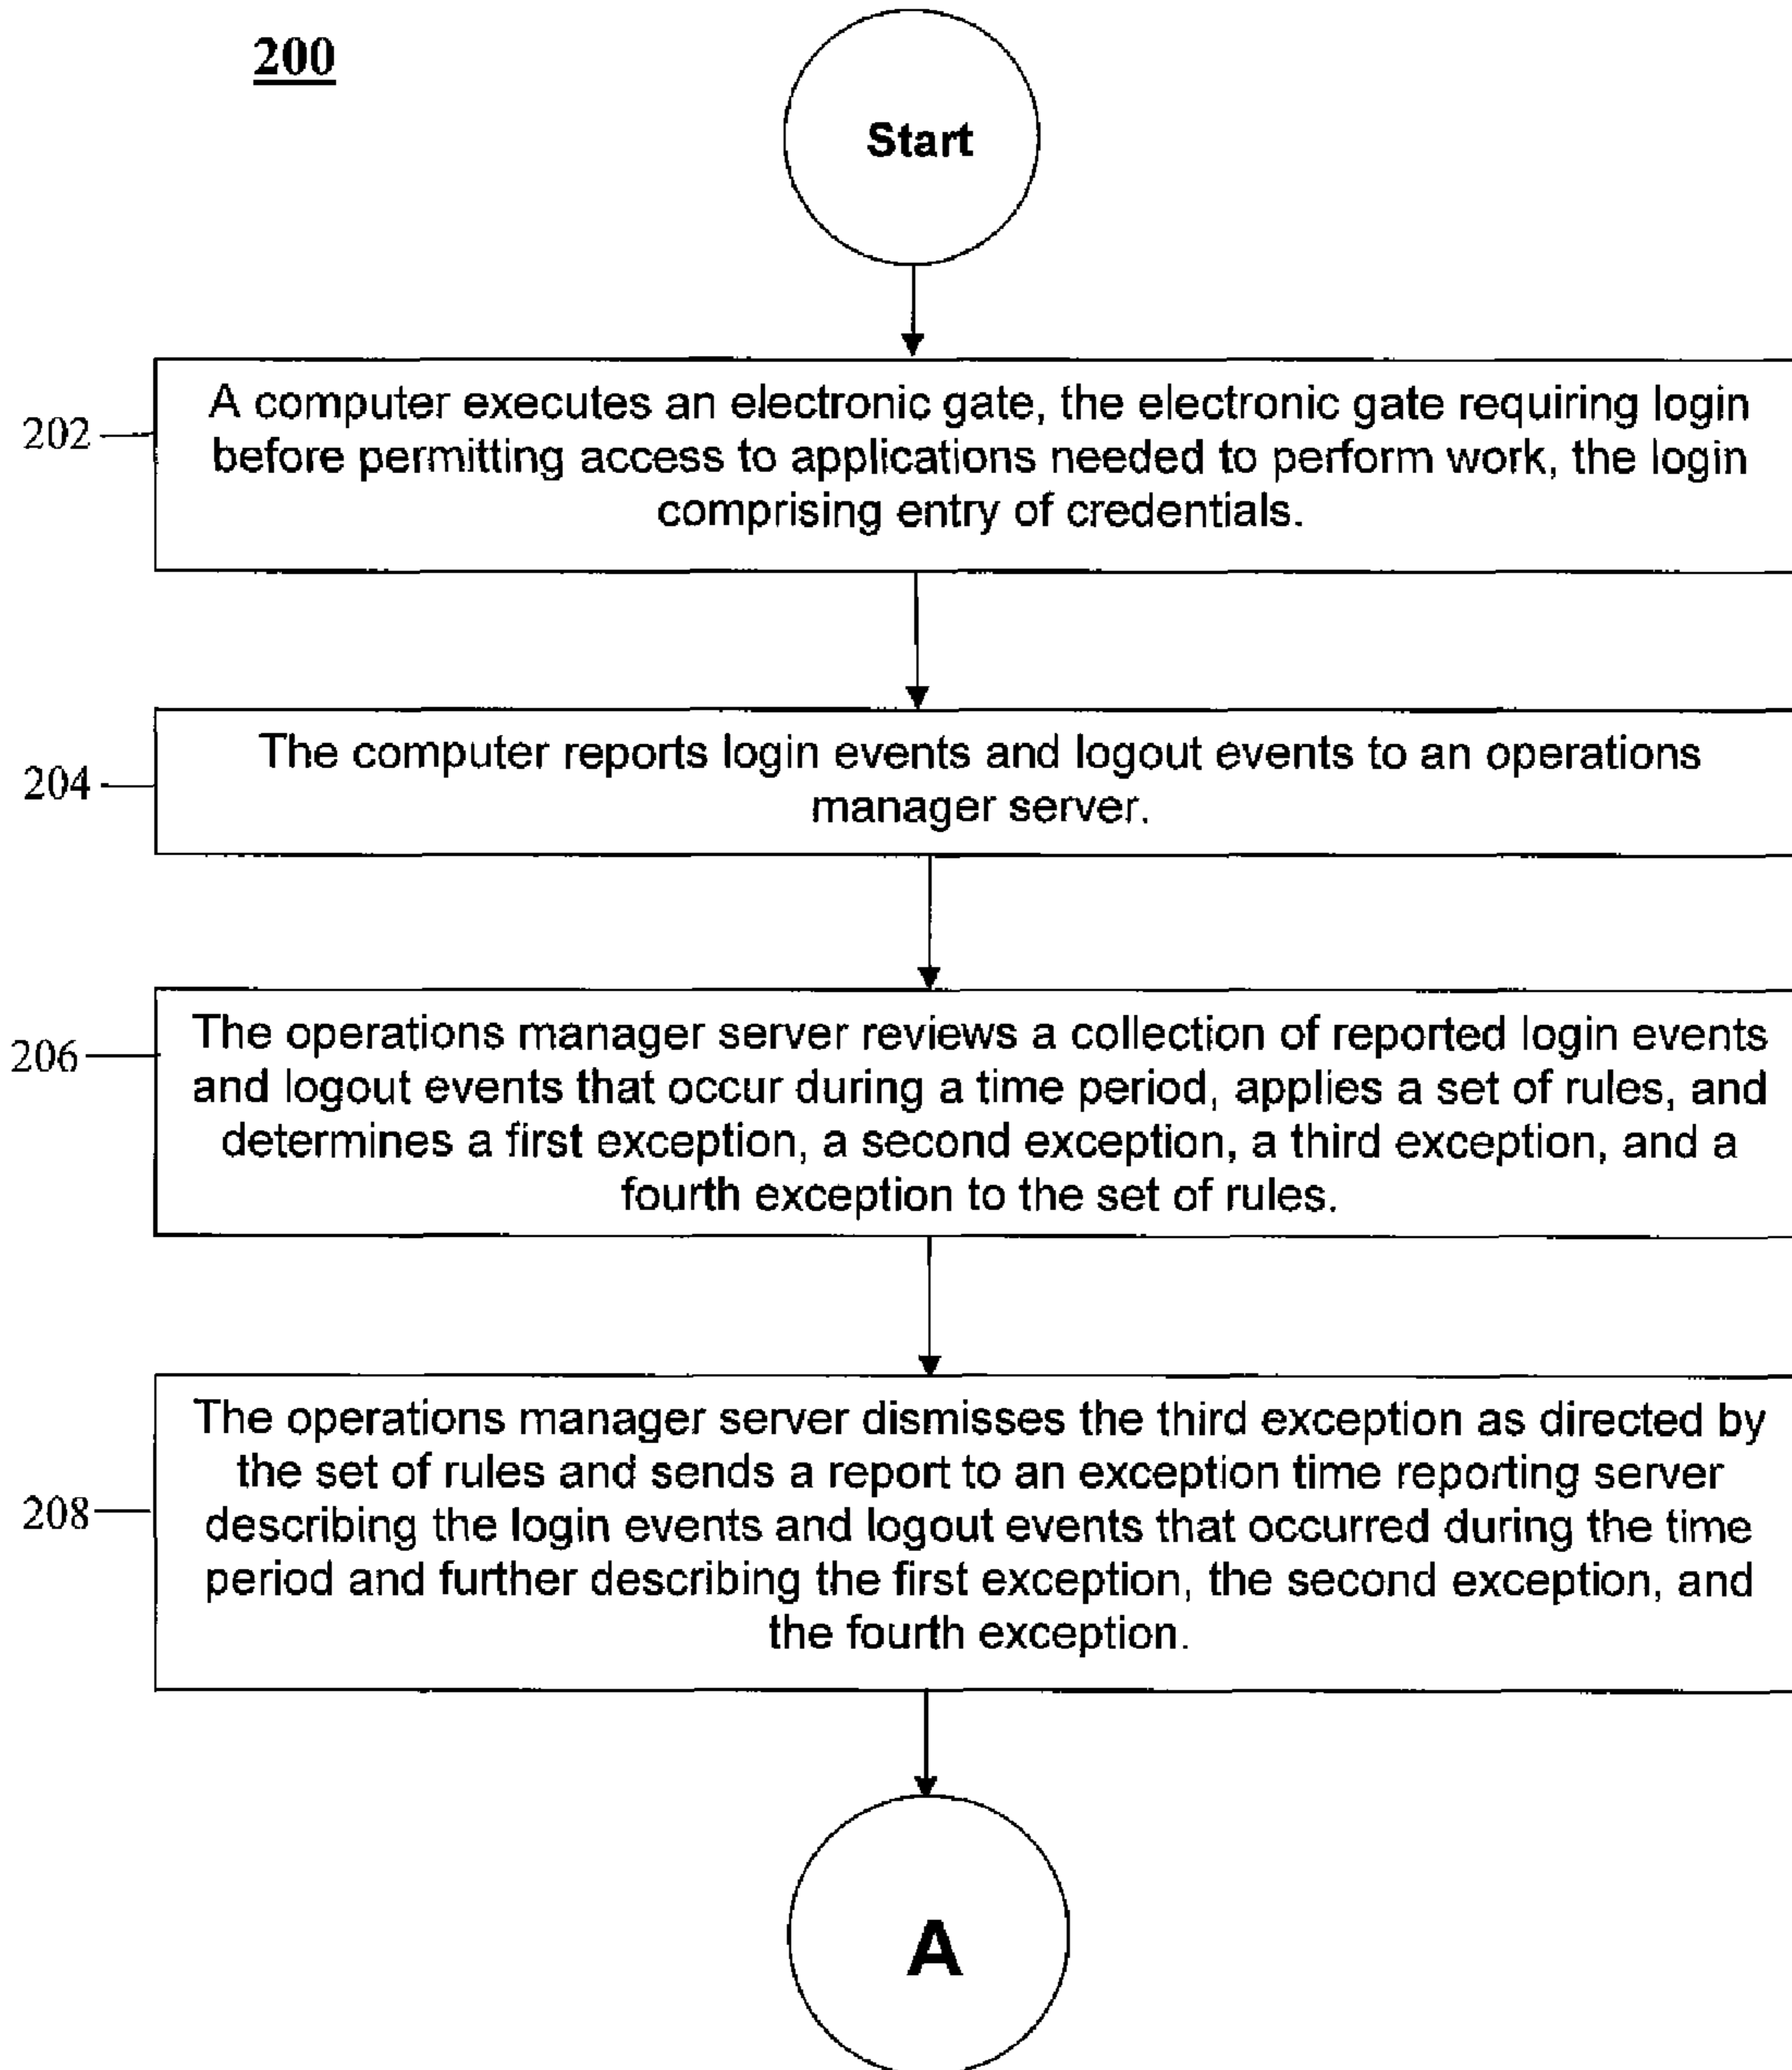 200
Start
202
A computer executes an electronic gate, the electronic gate requiring login
before permitting access to applications needed to perform work, the login
comprising entry of credentials.
204
The computer reports login events and logout events to an operations
manager server.
206
The operations manager server reviews a collection of reported login events
and logout events that occur during a time period, applies a set of rules, and
determines a first exception, a second exception, a third exception, and a
fourth exception to the set of rules.
208
The operations manager server dismisses the third exception as directed by
the set of rules and sends a report to an exception time reporting server
describing the login events and logout events that occurred during the time
period and further describing the first exception, the second exception, and
the fourth exception.
A